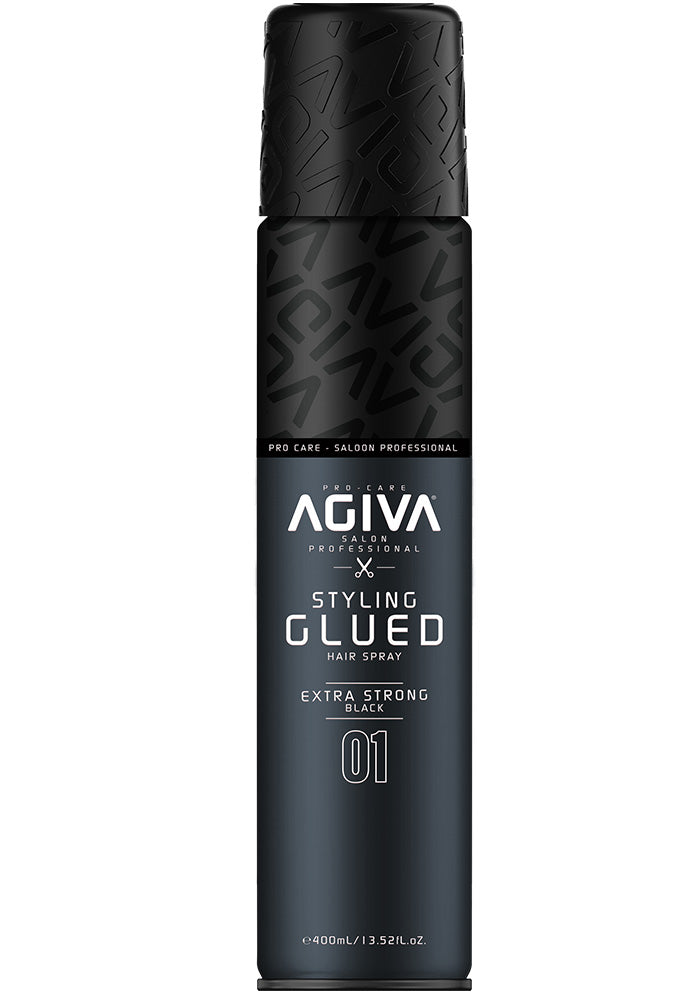 PRO CARE - SALOON PROFESSIONAL
PRO-CARE
AGIVA®
SALON
PROFESSIONAL
STYLING
GLUED
HAIR SPRAY
EXTRA STRONG
BLACK
01
℮400mL/13.52fL.oZ.